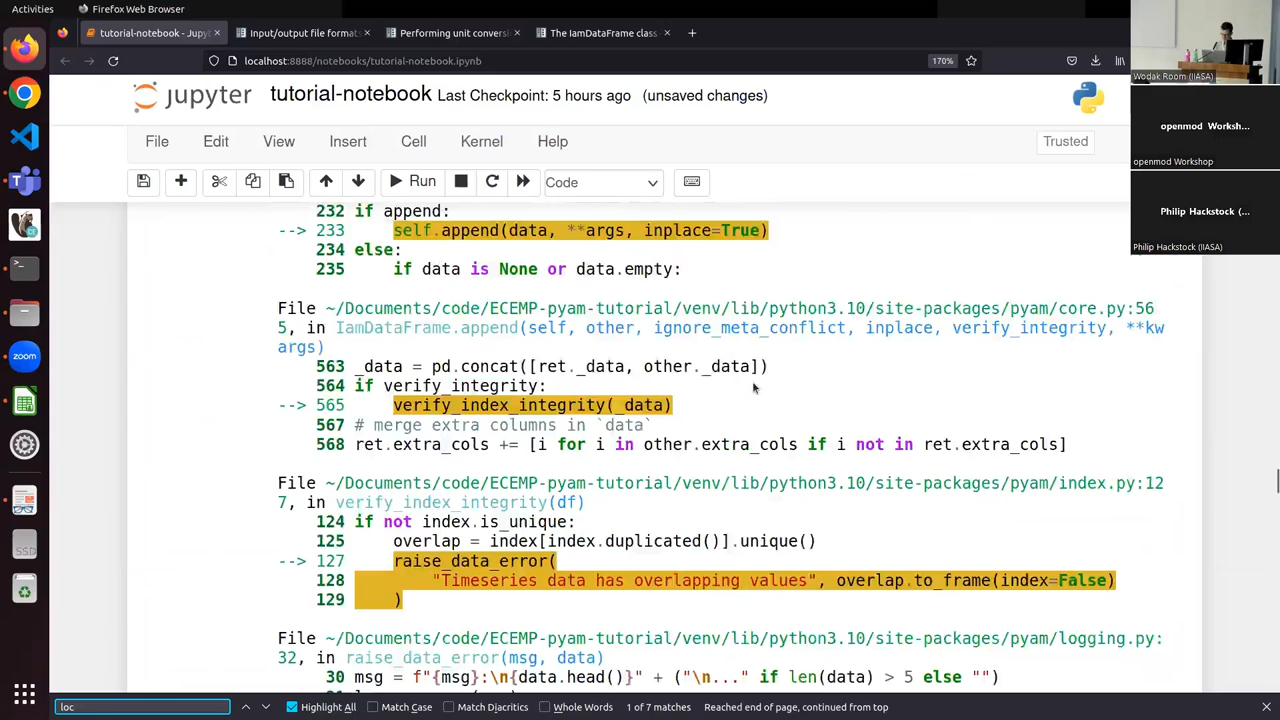 Activities
Firefox Web Browser
tutorial-notebook - Jupyt
Input/output file formats
Performing unit conversi
The IamDataFrame class
localhost:8888/notebooks/tutorial-notebook.ipynb
170%
jupyter
tutorial-notebook Last Checkpoint: 5 hours ago (unsaved changes)
File Edit View Insert Cell Kernel Help
Trusted
Run
Code
232 if append:
--> 233 self.append(data, **args, inplace=True)
234 else:
235 if data is None or data.empty:
File ~/Documents/code/ECEMP-pyam-tutorial/venv/lib/python3.10/site-packages/pyam/core.py:56
5, in IamDataFrame.append(self, other, ignore_meta_conflict, inplace, verify_integrity, **kw
args)
563 _data = pd.concat([ret._data, other._data])
564 if verify_integrity:
--> 565 verify_index_integrity(_data)
567 # merge extra columns in `data`
568 ret.extra_cols += [i for i in other.extra_cols if i not in ret.extra_cols]
File ~/Documents/code/ECEMP-pyam-tutorial/venv/lib/python3.10/site-packages/pyam/index.py:12
7, in verify_index_integrity(df)
124 if not index.is_unique:
125 overlap = index[index.duplicated()].unique()
--> 127 raise_data_error(
128 "Timeseries data has overlapping values", overlap.to_frame(index=False)
129 )
File ~/Documents/code/ECEMP-pyam-tutorial/venv/lib/python3.10/site-packages/pyam/logging.py:
32, in raise_data_error(msg, data)
30 msg = f"{msg}:\n{data.head()}" + ("\n..." if len(data) > 5 else "")
loc
Highlight All
Match Case
Match Diacritics
Whole Words
1 of 7 matches
Reached end of page, continued from top
Wodak Room (IIASA)
openmod Worksh...
openmod Workshop
Philip Hackstock (...
Philip Hackstock (IIASA)
zoom
SSD